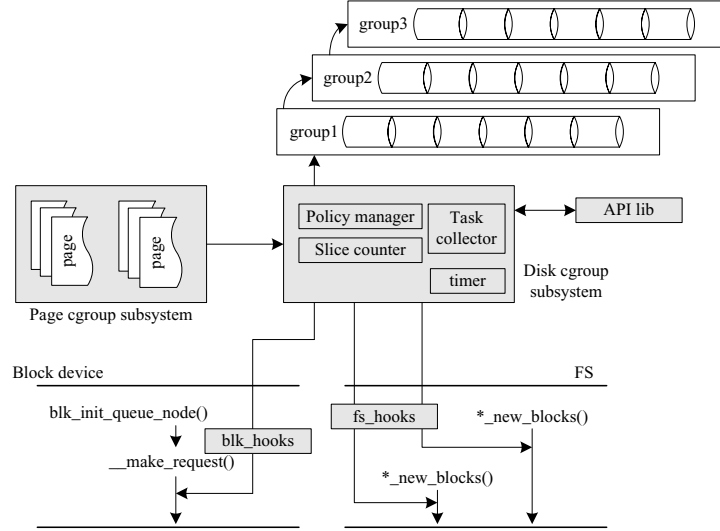 group3
group2
group1
page
page
Policy manager
Slice counter
Task
collector
timer
API lib
Disk cgroup
subsystem
Page cgroup subsystem
Block device
FS
blk_init_queue_node()
blk_hooks
__make_request()
fs_hooks
*_new_blocks()
*_new_blocks()